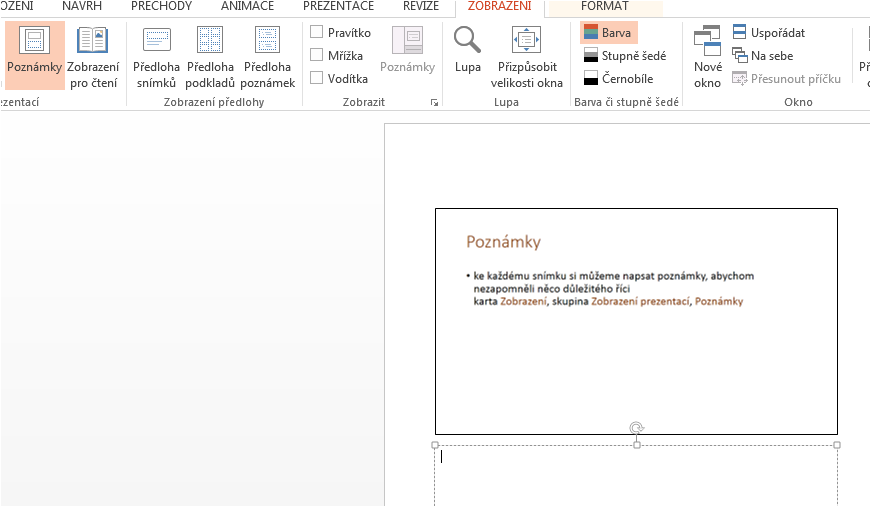 OŽENÍ NÁVRH PŘECHODY ANIMACE PREZENTACE REVIZE ZOBRAZENÍ FORMÁT
Poznámky
Zobrazení
pro čtení
Předloha
snímků
Předloha
podkladů
Předloha
poznámek
Pravítko
Mřížka
Vodítka
Poznámky
Lupa
Přizpůsobit
velikosti okna
Barva
Stupně šedé
Černobíle
Nové
okno
Uspořádat
Na sebe
Přesunout příčku
ezentací
Zobrazení předlohy
Zobrazit
Lupa
Barva či stupně šedé
Okno
Poznámky
• ke každému snímku si můžeme napsat poznámky, abychom
nezapomněli něco důležitého říci
karta Zobrazení, skupina Zobrazení prezentací, Poznámky